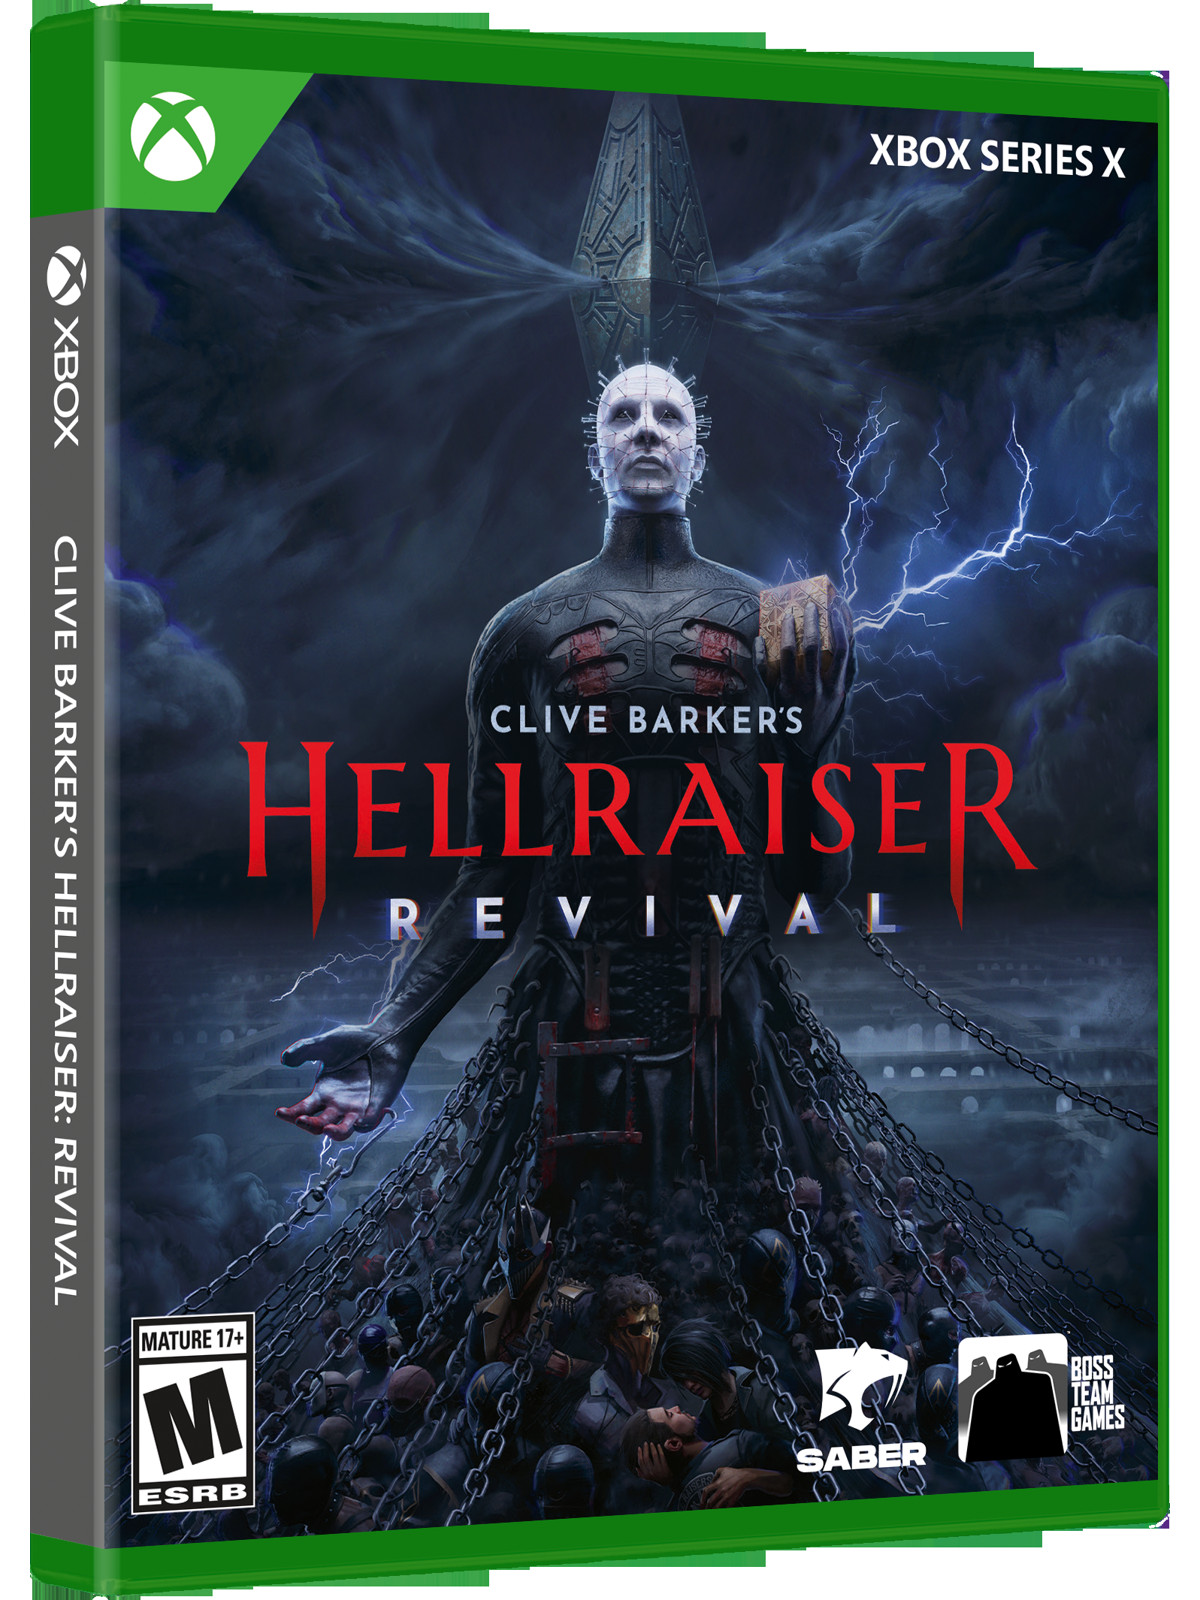 XBOX SERIES X
XBOX
CLIVE BARKER'S HELLRAISER: REVIVAL
CLIVE BARKER'S
HELLRAISER
REVIVAL
MATURE 17+
M
ESRB
SABER
BOSS
TEAM
GAMES